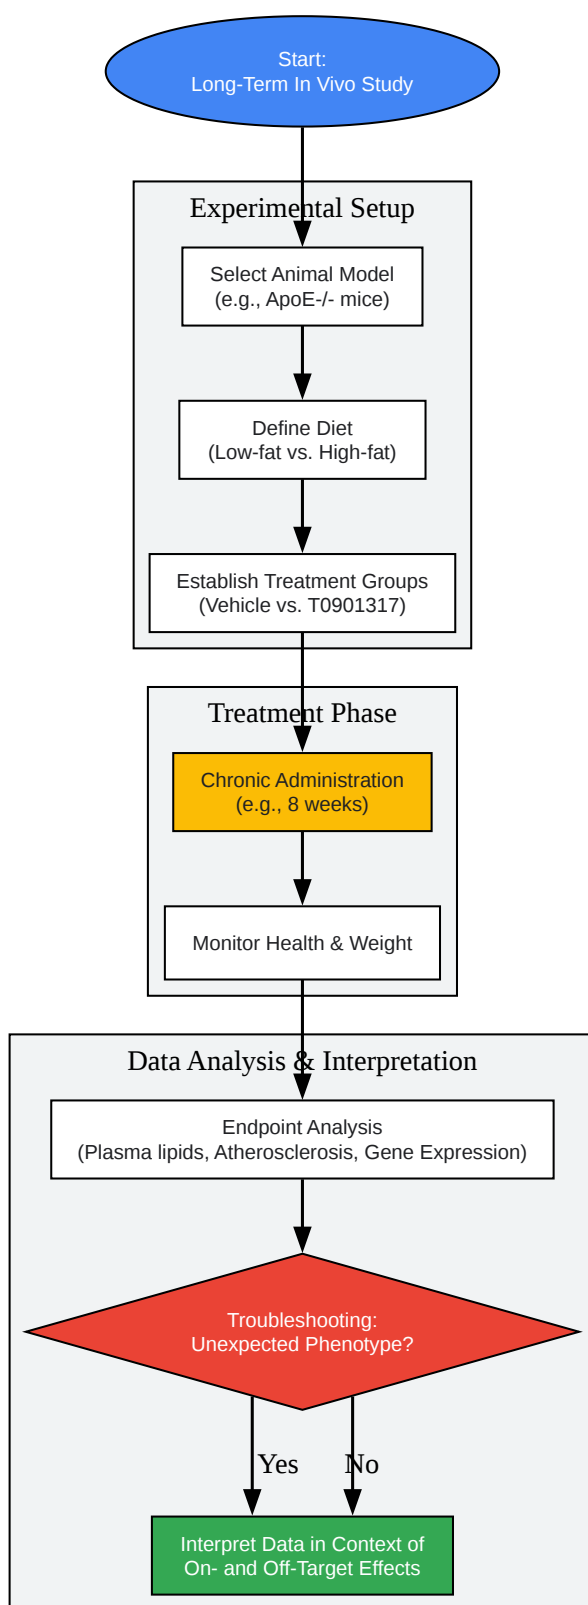 Start:
Long-Term In Vivo Study
Experimental Setup
Select Animal Model
(e.g., ApoE-/- mice)
Define Diet
(Low-fat vs. High-fat)
Establish Treatment Groups
(Vehicle vs. T0901317)
Treatment Phase
Chronic Administration
(e.g., 8 weeks)
Monitor Health & Weight
Data Analysis & Interpretation
Endpoint Analysis
(Plasma lipids, Atherosclerosis, Gene Expression)
Troubleshooting:
Unexpected Phenotype?
Yes No
Interpret Data in Context of
On- and Off-Target Effects